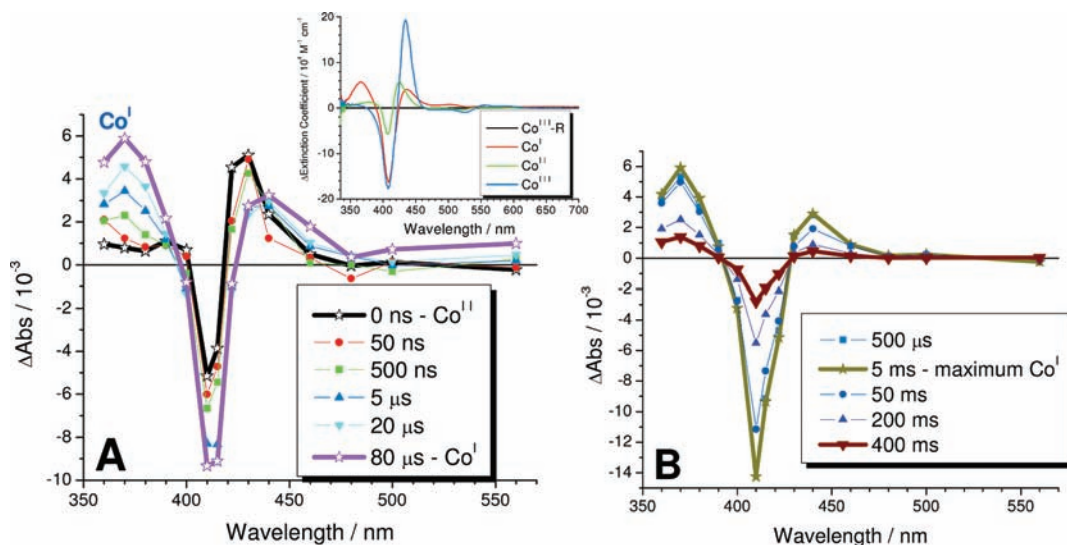 20
10
0
-10
-20
340 400 450 500 550 600 700
ΔExtinction Coefficient / 10⁴ M⁻¹ cm⁻¹
Wavelength / nm
Co^III-R
Co^I
Co^II
Co^III
Co^I
6
4
2
0
-2
-4
-6
-8
-10
350 400 450 500 550
ΔAbs / 10⁻³
Wavelength / nm
0 ns - Co^II
50 ns
500 ns
5 μs
20 μs
80 μs - Co^I
A
6
4
2
0
-2
-4
-6
-8
-10
-12
-14
350 400 450 500 550
ΔAbs / 10⁻³
Wavelength / nm
500 μs
5 ms - maximum Co^I
50 ms
200 ms
400 ms
B